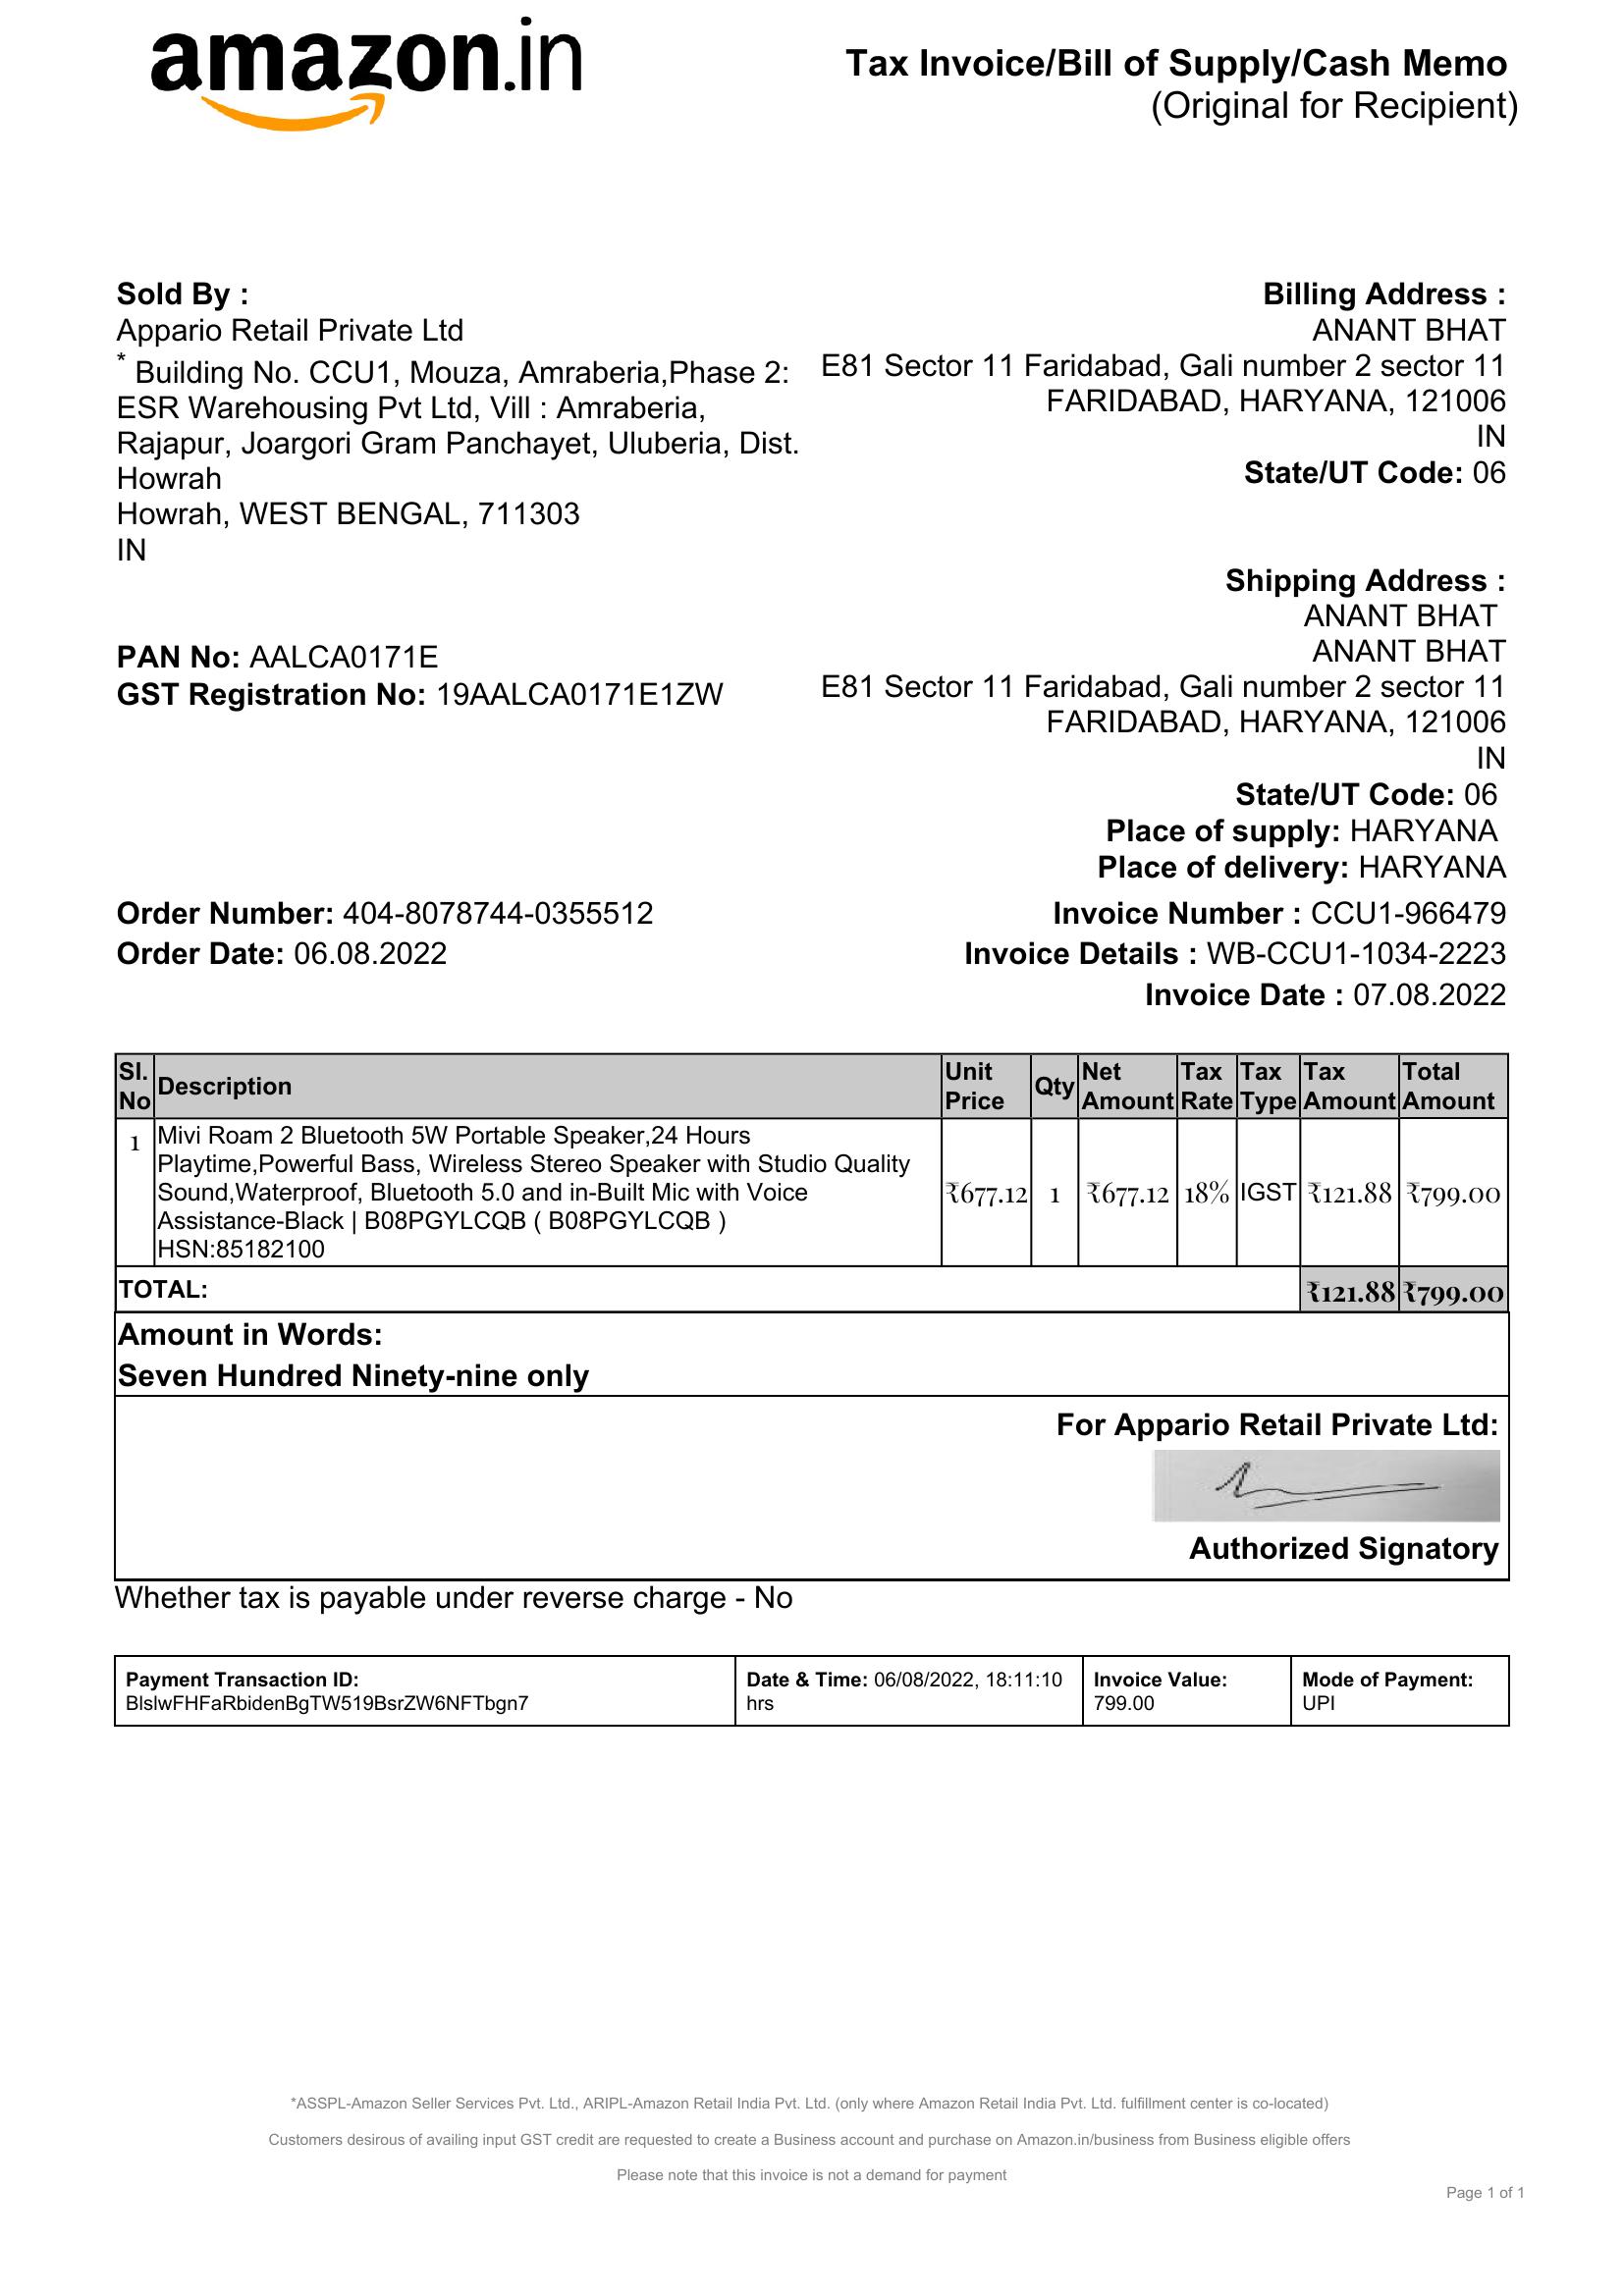 amazon.in
Tax Invoice/Bill of Supply/Cash Memo
(Original for Recipient)
Sold By :
Appario Retail Private Ltd
* Building No. CCU1, Mouza, Amraberia,Phase 2:
ESR Warehousing Pvt Ltd, Vill : Amraberia,
Rajapur, Joargori Gram Panchayet, Uluberia, Dist.
Howrah
Howrah, WEST BENGAL, 711303
IN
PAN No: AALCA0171E
GST Registration No: 19AALCA0171E1ZW
Billing Address :
ANANT BHAT
E81 Sector 11 Faridabad, Gali number 2 sector 11
FARIDABAD, HARYANA, 121006
IN
State/UT Code: 06
Shipping Address :
ANANT BHAT
ANANT BHAT
E81 Sector 11 Faridabad, Gali number 2 sector 11
FARIDABAD, HARYANA, 121006
IN
State/UT Code: 06
Place of supply: HARYANA
Place of delivery: HARYANA
Order Number: 404-8078744-0355512
Order Date: 06.08.2022
Invoice Number : CCU1-966479
Invoice Details : WB-CCU1-1034-2223
Invoice Date : 07.08.2022
Sl. No Description Unit Price Qty Net Amount Tax Rate Tax Type Tax Amount Total Amount
1 Mivi Roam 2 Bluetooth 5W Portable Speaker,24 Hours
Playtime,Powerful Bass, Wireless Stereo Speaker with Studio Quality
Sound,Waterproof, Bluetooth 5.0 and in-Built Mic with Voice
Assistance-Black | B08PGYLCQB ( B08PGYLCQB )
HSN:85182100
₹677.12 1 ₹677.12 18% IGST ₹121.88 ₹799.00
TOTAL: ₹121.88 ₹799.00
Amount in Words:
Seven Hundred Ninety-nine only
For Appario Retail Private Ltd:
Authorized Signatory
Whether tax is payable under reverse charge - No
Payment Transaction ID:
BlslwFHFaRbidenBgTW519BsrZW6NFTbgn7
Date & Time: 06/08/2022, 18:11:10
hrs
Invoice Value:
799.00
Mode of Payment:
UPI
*ASSPL-Amazon Seller Services Pvt. Ltd., ARIPL-Amazon Retail India Pvt. Ltd. (only where Amazon Retail India Pvt. Ltd. fulfillment center is co-located)
Customers desirous of availing input GST credit are requested to create a Business account and purchase on Amazon.in/business from Business eligible offers
Please note that this invoice is not a demand for payment
Page 1 of 1